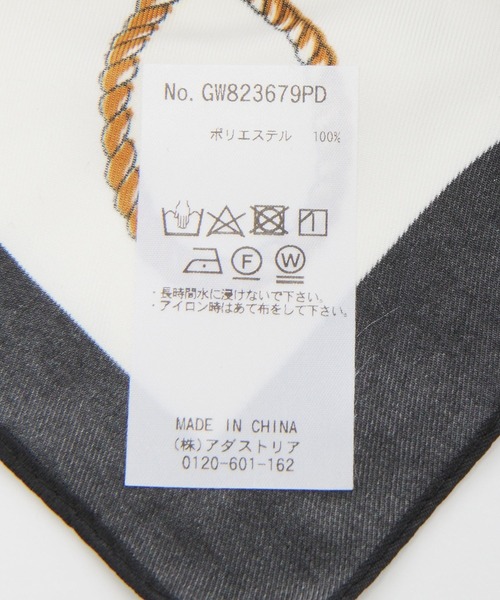 No. GW823679PD
ポリエステル 100%
F W
・長時間水に浸けないで下さい。
・アイロン時はあて布をして下さい。
MADE IN CHINA
(株)アダストリア
0120-601-162